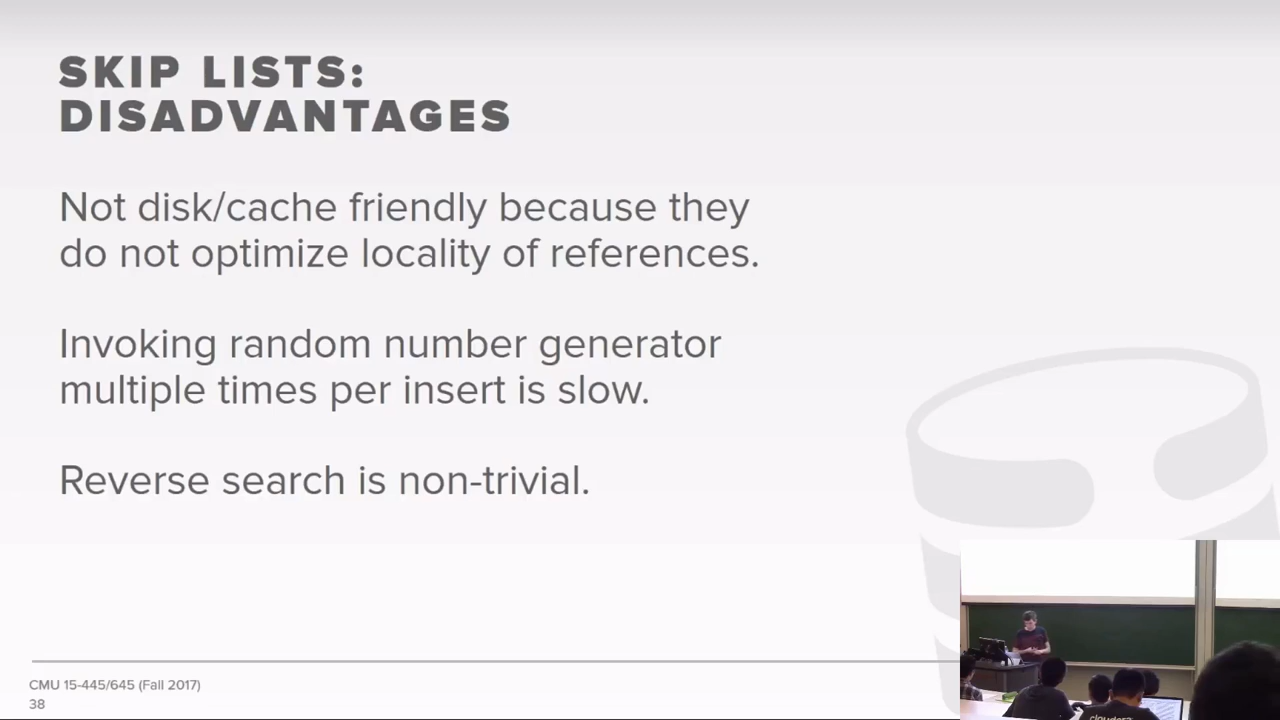 SKIP LISTS:
DISADVANTAGES
Not disk/cache friendly because they
do not optimize locality of references.
Invoking random number generator
multiple times per insert is slow.
Reverse search is non-trivial.
CMU 15-445/645 (Fall 2017)
38
cloudera